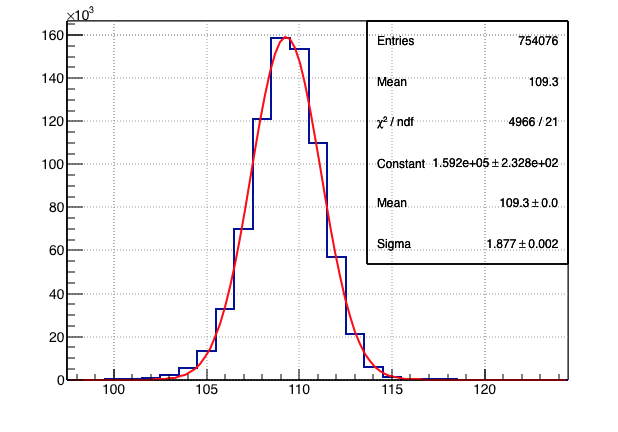 ×10³
160
140
120
100
80
60
40
20
0
100 105 110 115 120
Entries 754076
Mean 109.3
χ² / ndf 4966 / 21
Constant 1.592e+05 ± 2.328e+02
Mean 109.3 ± 0.0
Sigma 1.877 ± 0.002